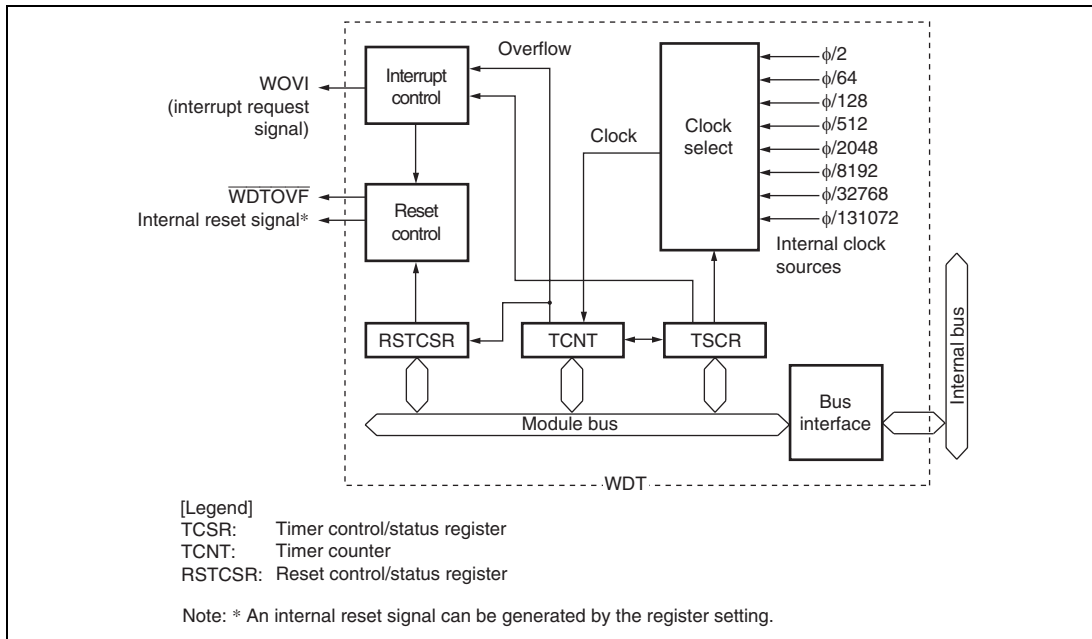 Overflow
Interrupt
control
WOVI
(interrupt request
signal)
Clock
Clock
select
ϕ/2
ϕ/64
ϕ/128
ϕ/512
ϕ/2048
ϕ/8192
ϕ/32768
ϕ/131072
Internal clock
sources
WDTOVF
Internal reset signal*
Reset
control
RSTCSR
TCNT
TSCR
Module bus
Bus
interface
Internal bus
WDT
[Legend]
TCSR: Timer control/status register
TCNT: Timer counter
RSTCSR: Reset control/status register
Note: * An internal reset signal can be generated by the register setting.